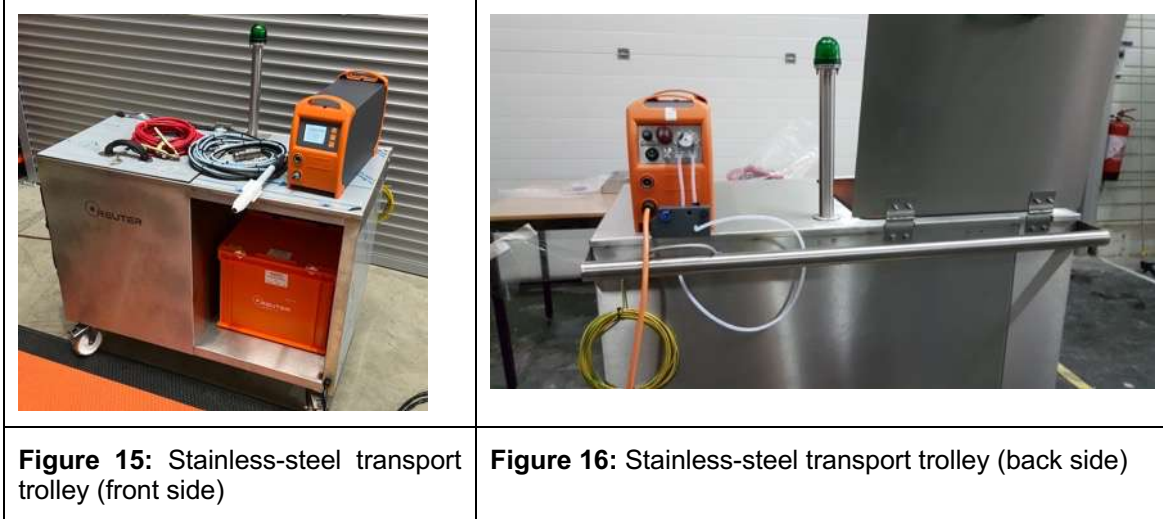 REUTER
REUTER
Figure 15: Stainless-steel transport
trolley (front side)
Figure 16: Stainless-steel transport trolley (back side)